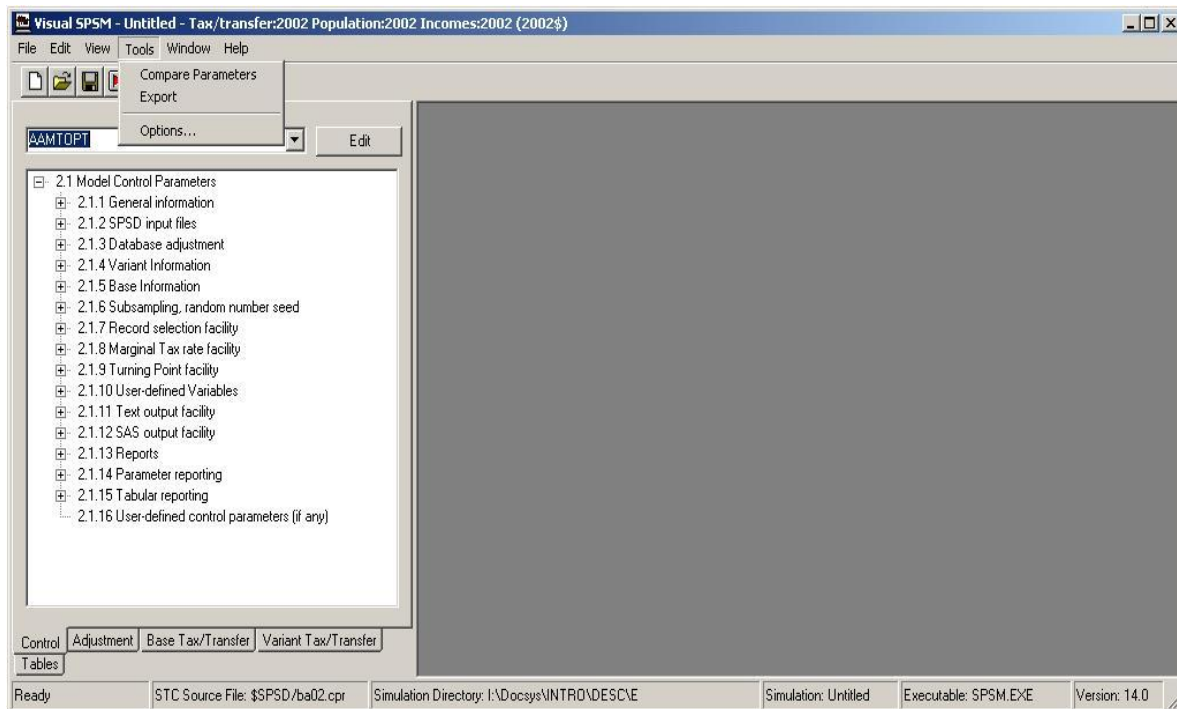 Visual SPSM - Untitled - Tax/transfer:2002 Population:2002 Incomes:2002 (2002$)
File Edit View Tools Window Help
Compare Parameters
Export
Options...
AAMTOPT
Edit
2.1 Model Control Parameters
2.1.1 General information
2.1.2 SPSD input files
2.1.3 Database adjustment
2.1.4 Variant Information
2.1.5 Base Information
2.1.6 Subsampling, random number seed
2.1.7 Record selection facility
2.1.8 Marginal Tax rate facility
2.1.9 Turning Point facility
2.1.10 User-defined Variables
2.1.11 Text output facility
2.1.12 SAS output facility
2.1.13 Reports
2.1.14 Parameter reporting
2.1.15 Tabular reporting
2.1.16 User-defined control parameters (if any)
Control Adjustment Base Tax/Transfer Variant Tax/Transfer
Tables
Ready STC Source File: $SPSD/ba02.cpr Simulation Directory: I:\Docsys\INTRO\DESC\E Simulation: Untitled Executable: SPSM.EXE Version: 14.0